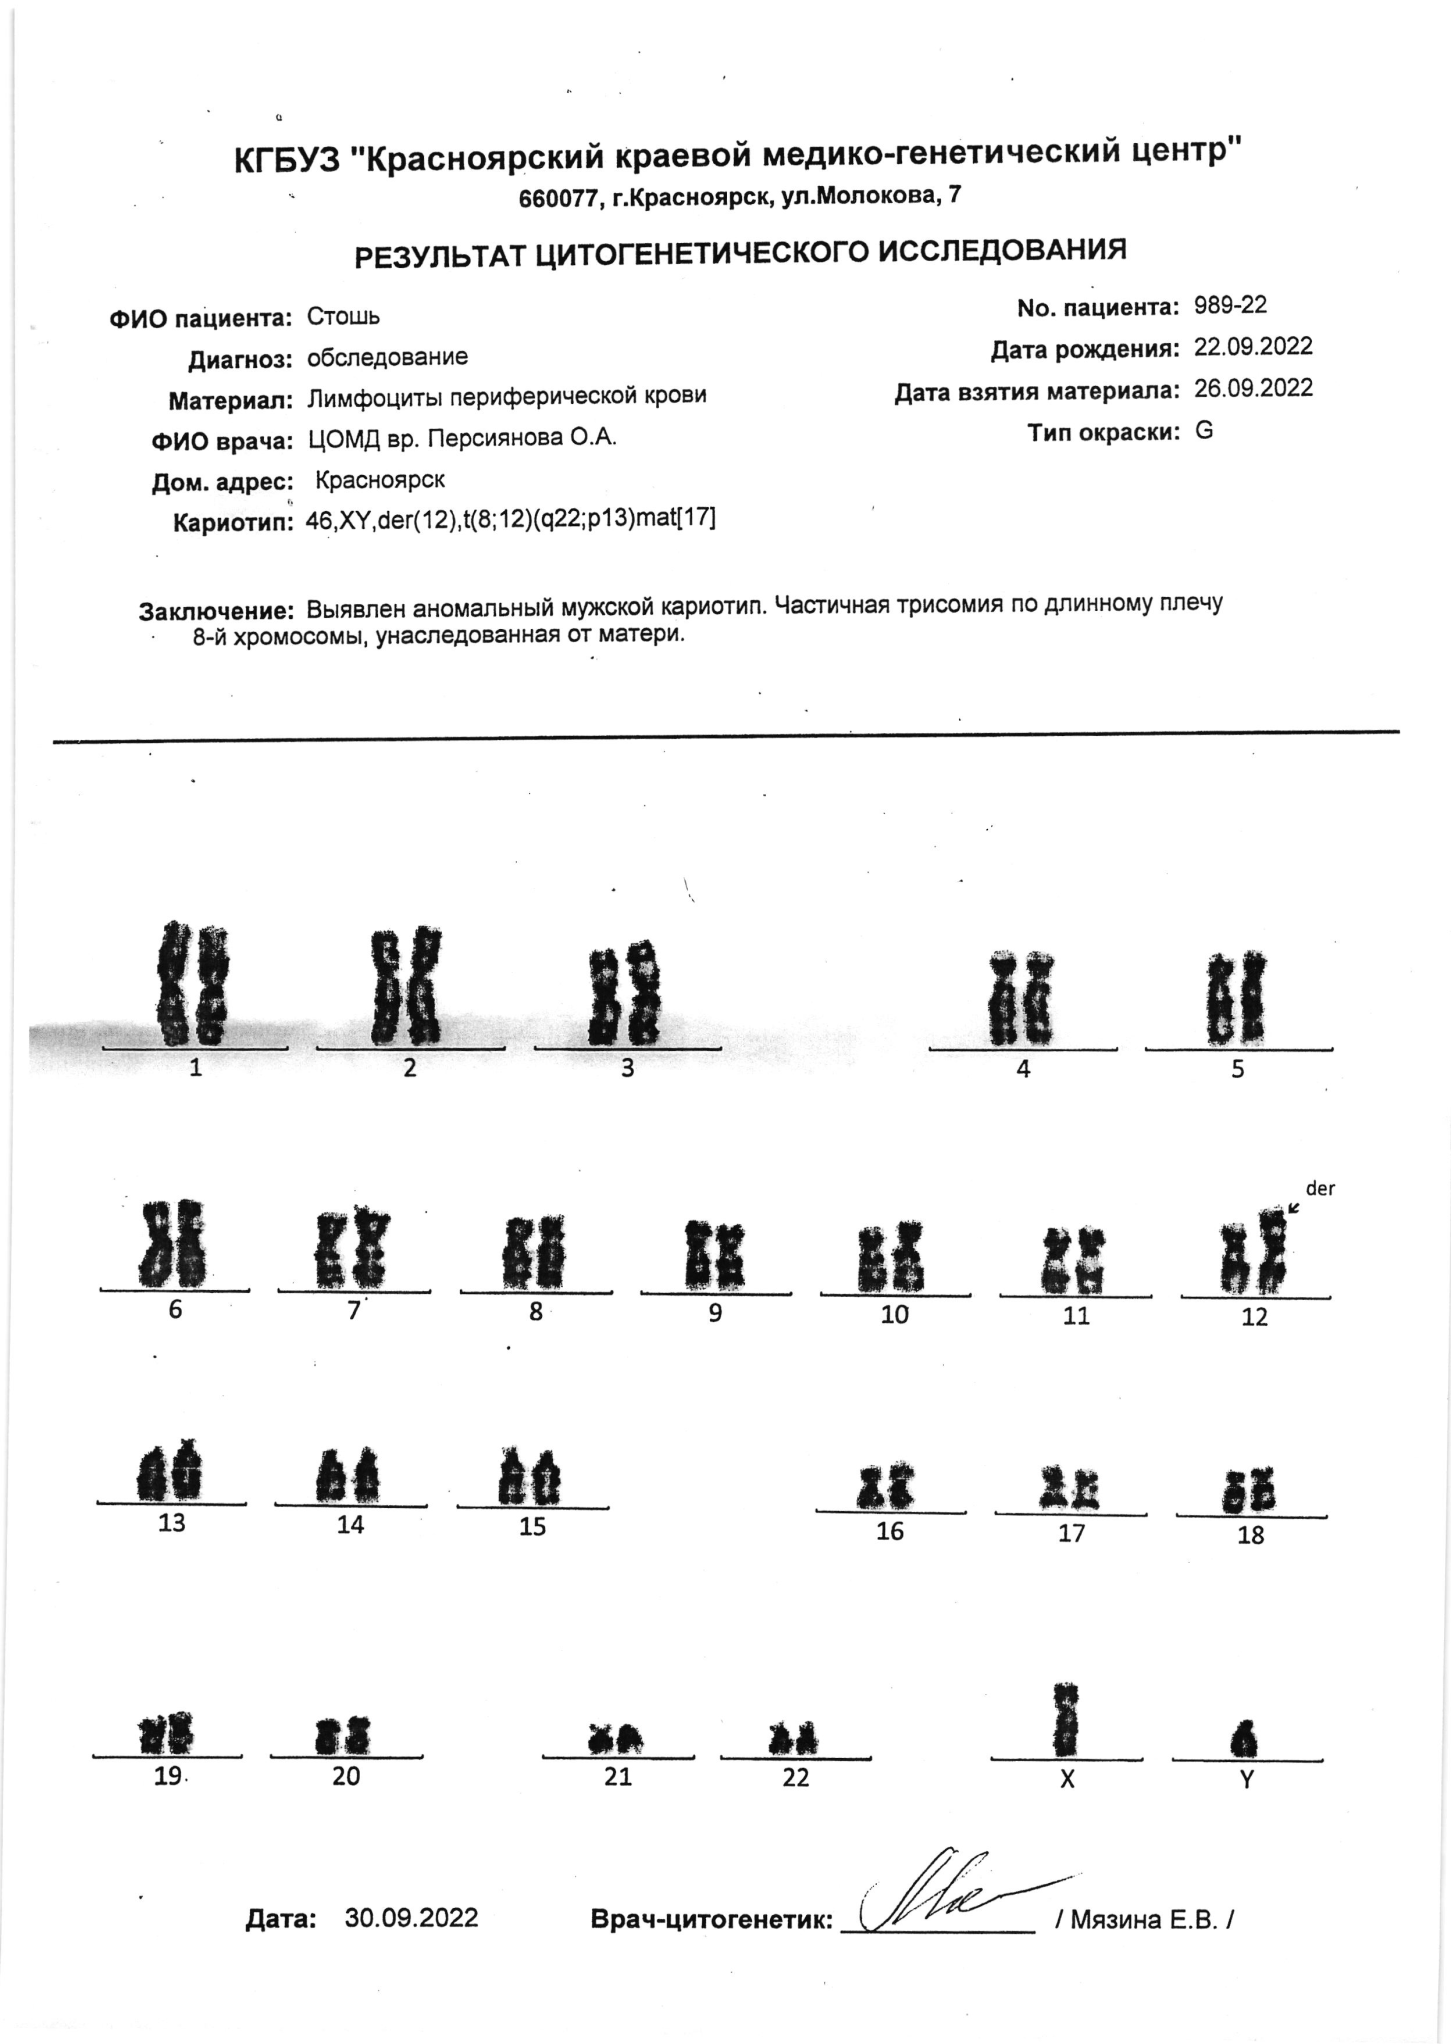 КГБУЗ "Красноярский краевой медико-генетический центр"
660077, г.Красноярск, ул.Молокова, 7
РЕЗУЛЬТАТ ЦИТОГЕНЕТИЧЕСКОГО ИССЛЕДОВАНИЯ
ФИО пациента: Стошь No. пациента: 989-22
Диагноз: обследование Дата рождения: 22.09.2022
Материал: Лимфоциты периферической крови Дата взятия материала: 26.09.2022
ФИО врача: ЦОМД вр. Персиянова О.А. Тип окраски: G
Дом. адрес: Красноярск
Кариотип: 46,XY,der(12),t(8;12)(q22;p13)mat[17]
Заключение: Выявлен аномальный мужской кариотип. Частичная трисомия по длинному плечу
8-й хромосомы, унаследованная от матери.
1 2 3 4 5
der
6 7 8 9 10 11 12
13 14 15 16 17 18
19 20 21 22 X Y
Дата: 30.09.2022 Врач-цитогенетик: / Мязина Е.В. /